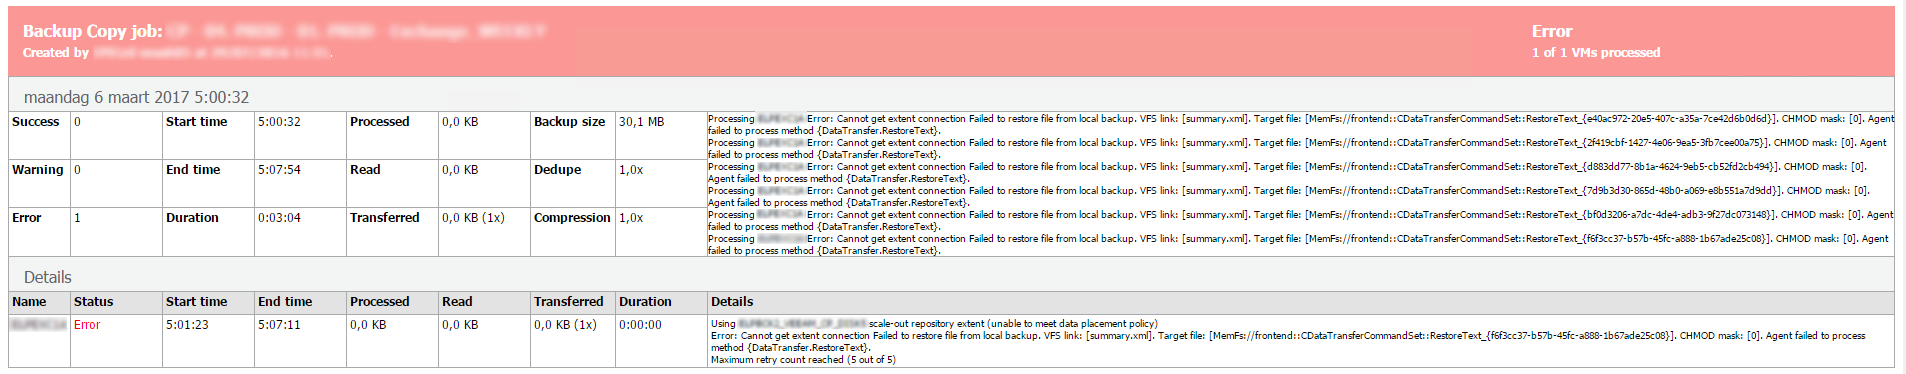 Backup Copy job:
Error
Created by
1 of 1 VMs processed
maandag 6 maart 2017 5:00:32
Success 0 Start time 5:00:32 Processed 0,0 KB Backup size 30,1 MB
Warning 0 End time 5:07:54 Read 0,0 KB Dedupe 1,0x
Error 1 Duration 0:03:04 Transferred 0,0 KB (1x) Compression 1,0x
Processing Error: Cannot get extent connection Failed to restore file from local backup. VFS link: [summary.xml]. Target file: [MemFs://frontend::CDataTransferCommandSet::RestoreText_{e40ac972-20e5-407c-a35a-7ce42d6b0d6d}]. CHMOD mask: [0]. Agent
failed to process method {DataTransfer.RestoreText}.
Processing Error: Cannot get extent connection Failed to restore file from local backup. VFS link: [summary.xml]. Target file: [MemFs://frontend::CDataTransferCommandSet::RestoreText_{2f419cbf-1427-4e06-9ea5-3fb7cee00a75}]. CHMOD mask: [0]. Agent
failed to process method {DataTransfer.RestoreText}.
Processing Error: Cannot get extent connection Failed to restore file from local backup. VFS link: [summary.xml]. Target file: [MemFs://frontend::CDataTransferCommandSet::RestoreText_{d883dd77-8b1a-4624-9eb5-cb52fd2cb494}]. CHMOD mask: [0].
Agent failed to process method {DataTransfer.RestoreText}.
Processing Error: Cannot get extent connection Failed to restore file from local backup. VFS link: [summary.xml]. Target file: [MemFs://frontend::CDataTransferCommandSet::RestoreText_{7d9b3d30-865d-48b0-a069-e8b551a7d9dd}]. CHMOD mask: [0].
Agent failed to process method {DataTransfer.RestoreText}.
Processing Error: Cannot get extent connection Failed to restore file from local backup. VFS link: [summary.xml]. Target file: [MemFs://frontend::CDataTransferCommandSet::RestoreText_{bf0d3206-a7dc-4de4-adb3-9f27dc073148}]. CHMOD mask: [0]. Agent
failed to process method {DataTransfer.RestoreText}.
Processing Error: Cannot get extent connection Failed to restore file from local backup. VFS link: [summary.xml]. Target file: [MemFs://frontend::CDataTransferCommandSet::RestoreText_{f6f3cc37-b57b-45fc-a888-1b67ade25c08}]. CHMOD mask: [0]. Agent
failed to process method {DataTransfer.RestoreText}.
Details
Name Status Start time End time Processed Read Transferred Duration Details
Error 5:01:23 5:07:11 0,0 KB 0,0 KB 0,0 KB (1x) 0:00:00
Using scale-out repository extent (unable to meet data placement policy)
Error: Cannot get extent connection Failed to restore file from local backup. VFS link: [summary.xml]. Target file: [MemFs://frontend::CDataTransferCommandSet::RestoreText_{f6f3cc37-b57b-45fc-a888-1b67ade25c08}]. CHMOD mask: [0]. Agent failed to process
method {DataTransfer.RestoreText}.
Maximum retry count reached (5 out of 5)